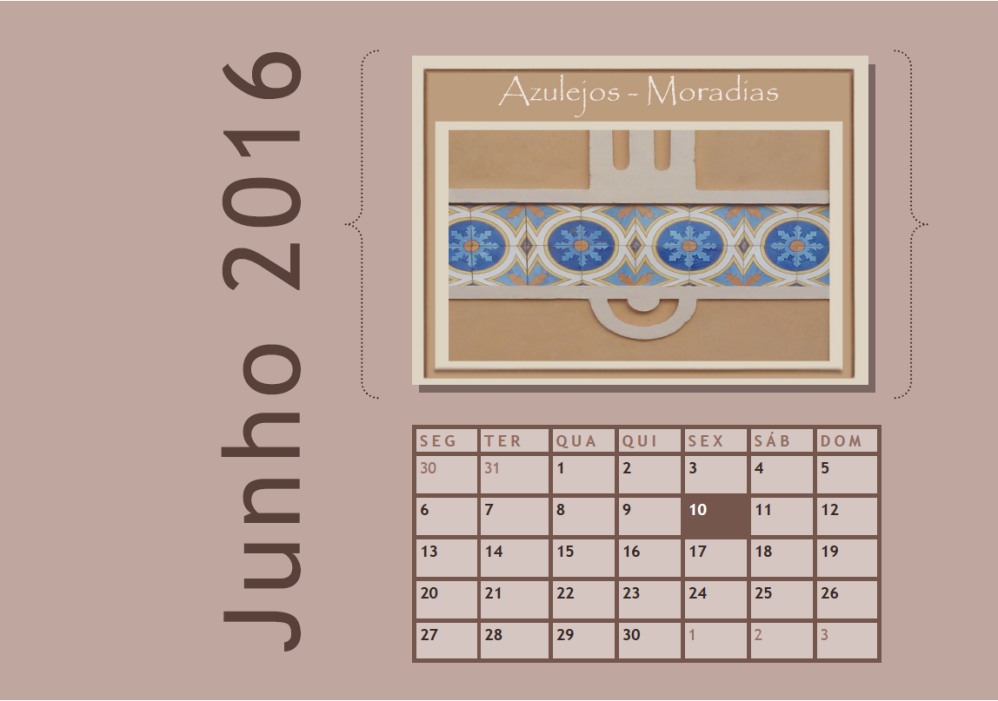 Junho 2016
Azulejos - Moradias
SEG TER QUA QUI SEX SÁB DOM
30 31 1 2 3 4 5
6 7 8 9 10 11 12
13 14 15 16 17 18 19
20 21 22 23 24 25 26
27 28 29 30 1 2 3